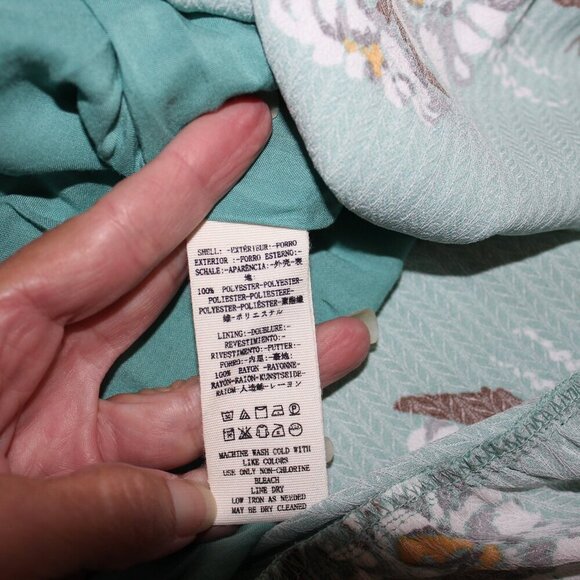 SHELL:-EXTÉRIEUR:-FORRO
EXTERIOR :-FORRO ESTERNO:-
SCHALE:-APARÊNCIA:-外壳-表
地
100% POLYESTER-POLYESTER-
POLIÉSTER-POLIESTERE-
POLYESTER-POLIÉSTER-聚酯纖
維-ポリエステル
LINING:-DOUBLURE:-
REVESTIMIENTO:-
RIVESTIMENTO:-FUTTER:-
FORRO:-内里:-裏地:-
100% RAYON-RAYONNE-
RAYÓN-RAION-KUNSTSEIDE-
RAIOM-人造絲-レーヨン
MACHINE WASH COLD WITH
LIKE COLORS
USE ONLY NON-CHLORINE
BLEACH
LINE DRY
LOW IRON AS NEEDED
MAY BE DRY CLEANED